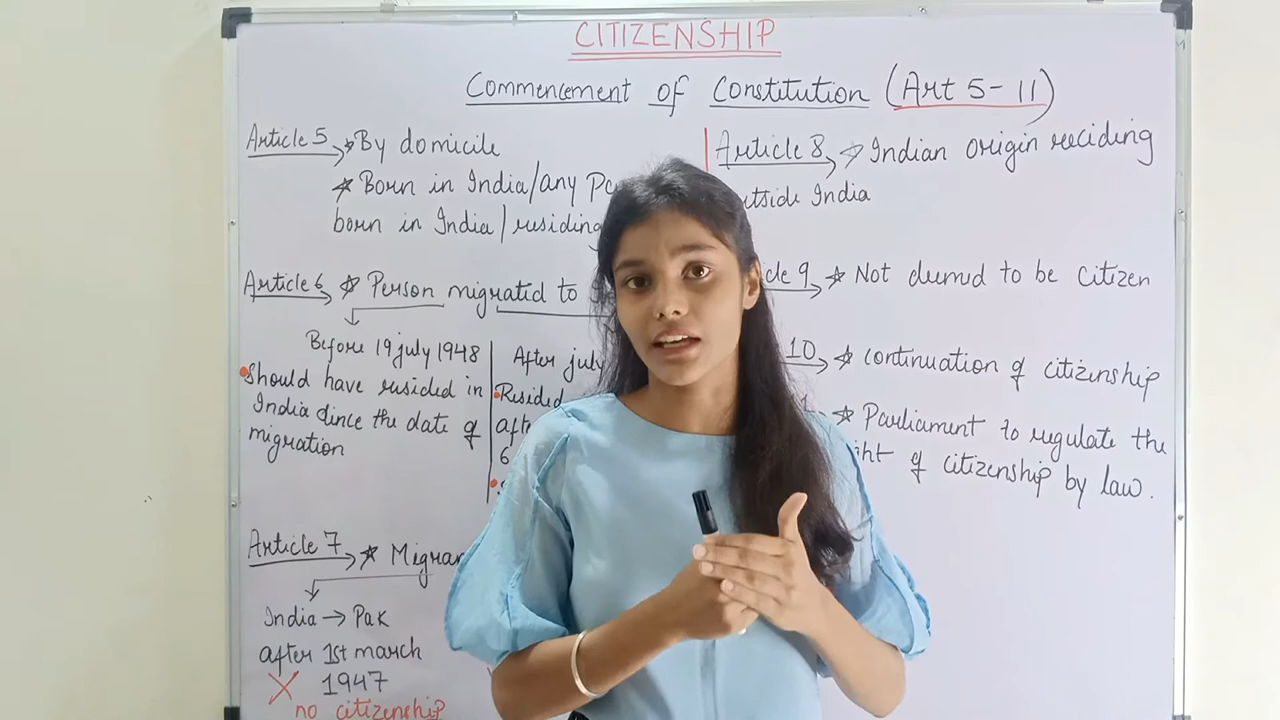 CITIZENSHIP
Commencement of Constitution (Art 5-11)
Article 5 → By domicile
★ Born in India/any
born in India/residing
Article 6 → ★ Person migrated to
Before 19 july 1948
• Should have resided in
India since the date of
migration
After july
• Resided
6
Article 7 → ★
India → Pak
after 1st march
X 1947
no citizenship
Article 8 → ☆ Indian origin reciding
India
9 → ★ Not deemed to be citizen
10 → ★ continuation of citizenship
★ Parliament to regulate the
of citizenship by law.